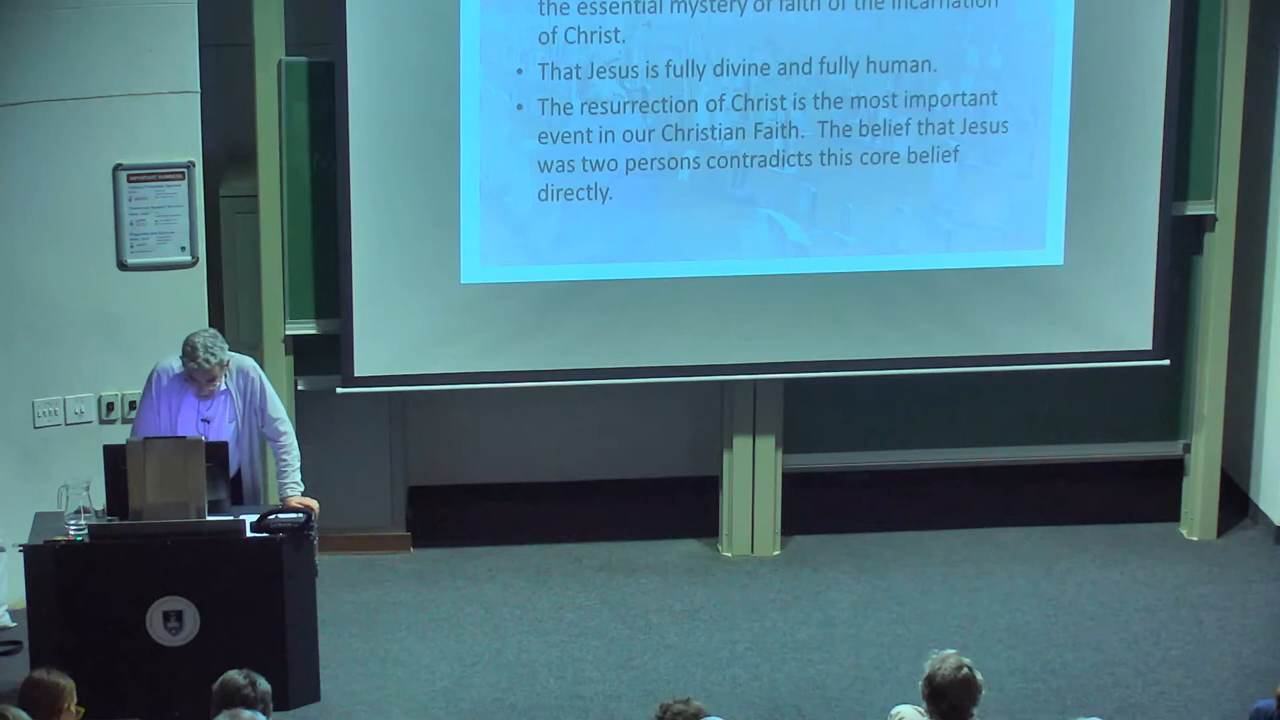 the essential mystery of faith of the incarnation
of Christ.
• That Jesus is fully divine and fully human.
• The resurrection of Christ is the most important
event in our Christian Faith. The belief that Jesus
was two persons contradicts this core belief
directly.
IMPORTANT NUMBERS